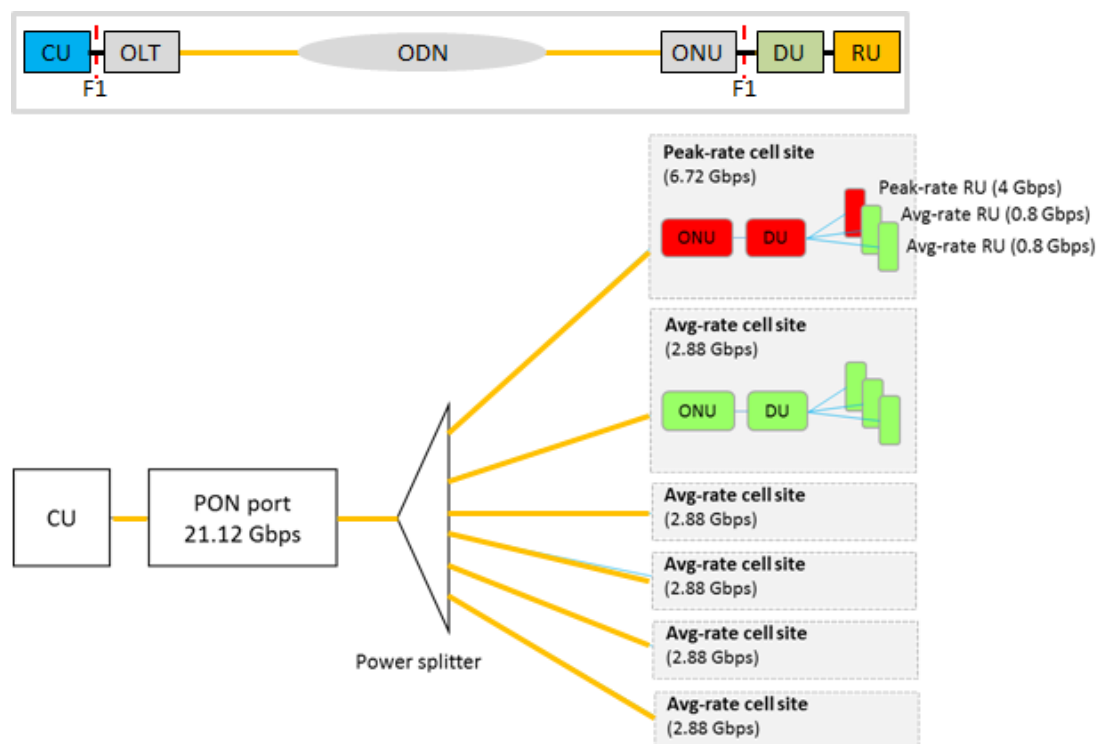 CU OLT ODN ONU DU RU
F1 F1
Peak-rate cell site
(6.72 Gbps)
Peak-rate RU (4 Gbps)
Avg-rate RU (0.8 Gbps)
ONU DU
Avg-rate RU (0.8 Gbps)
Avg-rate cell site
(2.88 Gbps)
ONU DU
CU
PON port
21.12 Gbps
Power splitter
Avg-rate cell site
(2.88 Gbps)
Avg-rate cell site
(2.88 Gbps)
Avg-rate cell site
(2.88 Gbps)
Avg-rate cell site
(2.88 Gbps)